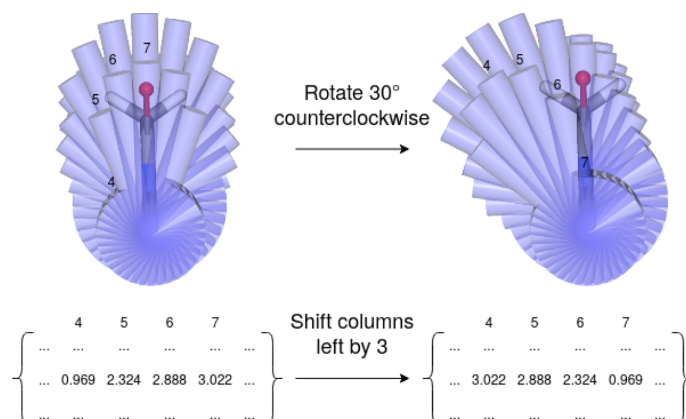 7
6
5
4
Rotate 30°
counterclockwise
5
4
6
7
4 5 6 7
... ... ... ... ... ...
... 0.969 2.324 2.888 3.022 ...
... ... ... ... ... ...
Shift columns
left by 3
4 5 6 7
... ... ... ... ... ...
... 3.022 2.888 2.324 0.969 ...
... ... ... ... ... ...